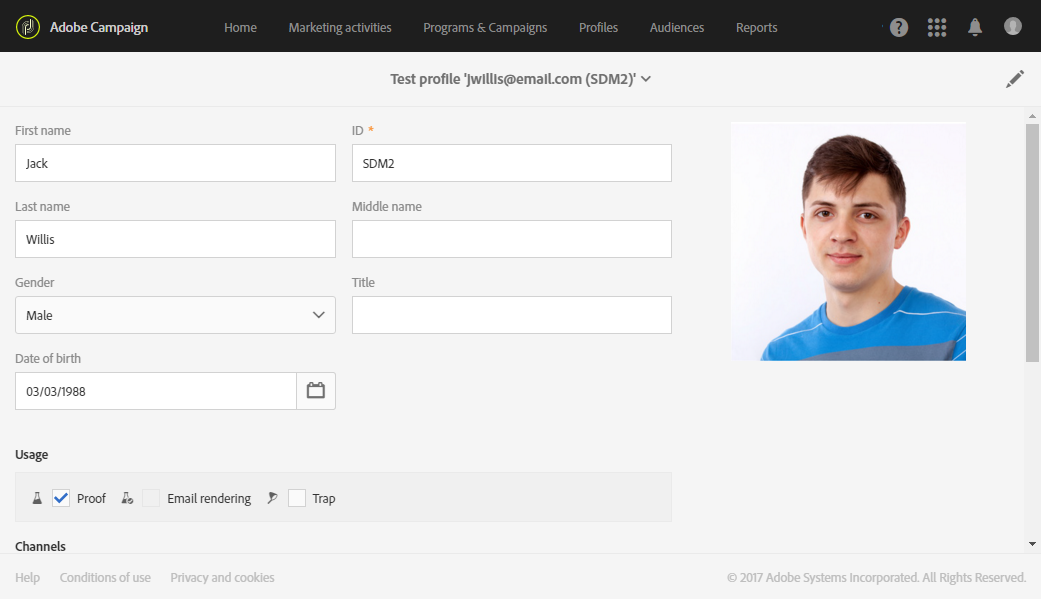 Adobe Campaign Home Marketing activities Programs & Campaigns Profiles Audiences Reports ?
Test profile 'jwillis@email.com (SDM2)'
First name ID *
Jack SDM2
Last name Middle name
Willis
Gender Title
Male
Date of birth
03/03/1988
Usage
Proof Email rendering Trap
Channels
Help Conditions of use Privacy and cookies © 2017 Adobe Systems Incorporated. All Rights Reserved.